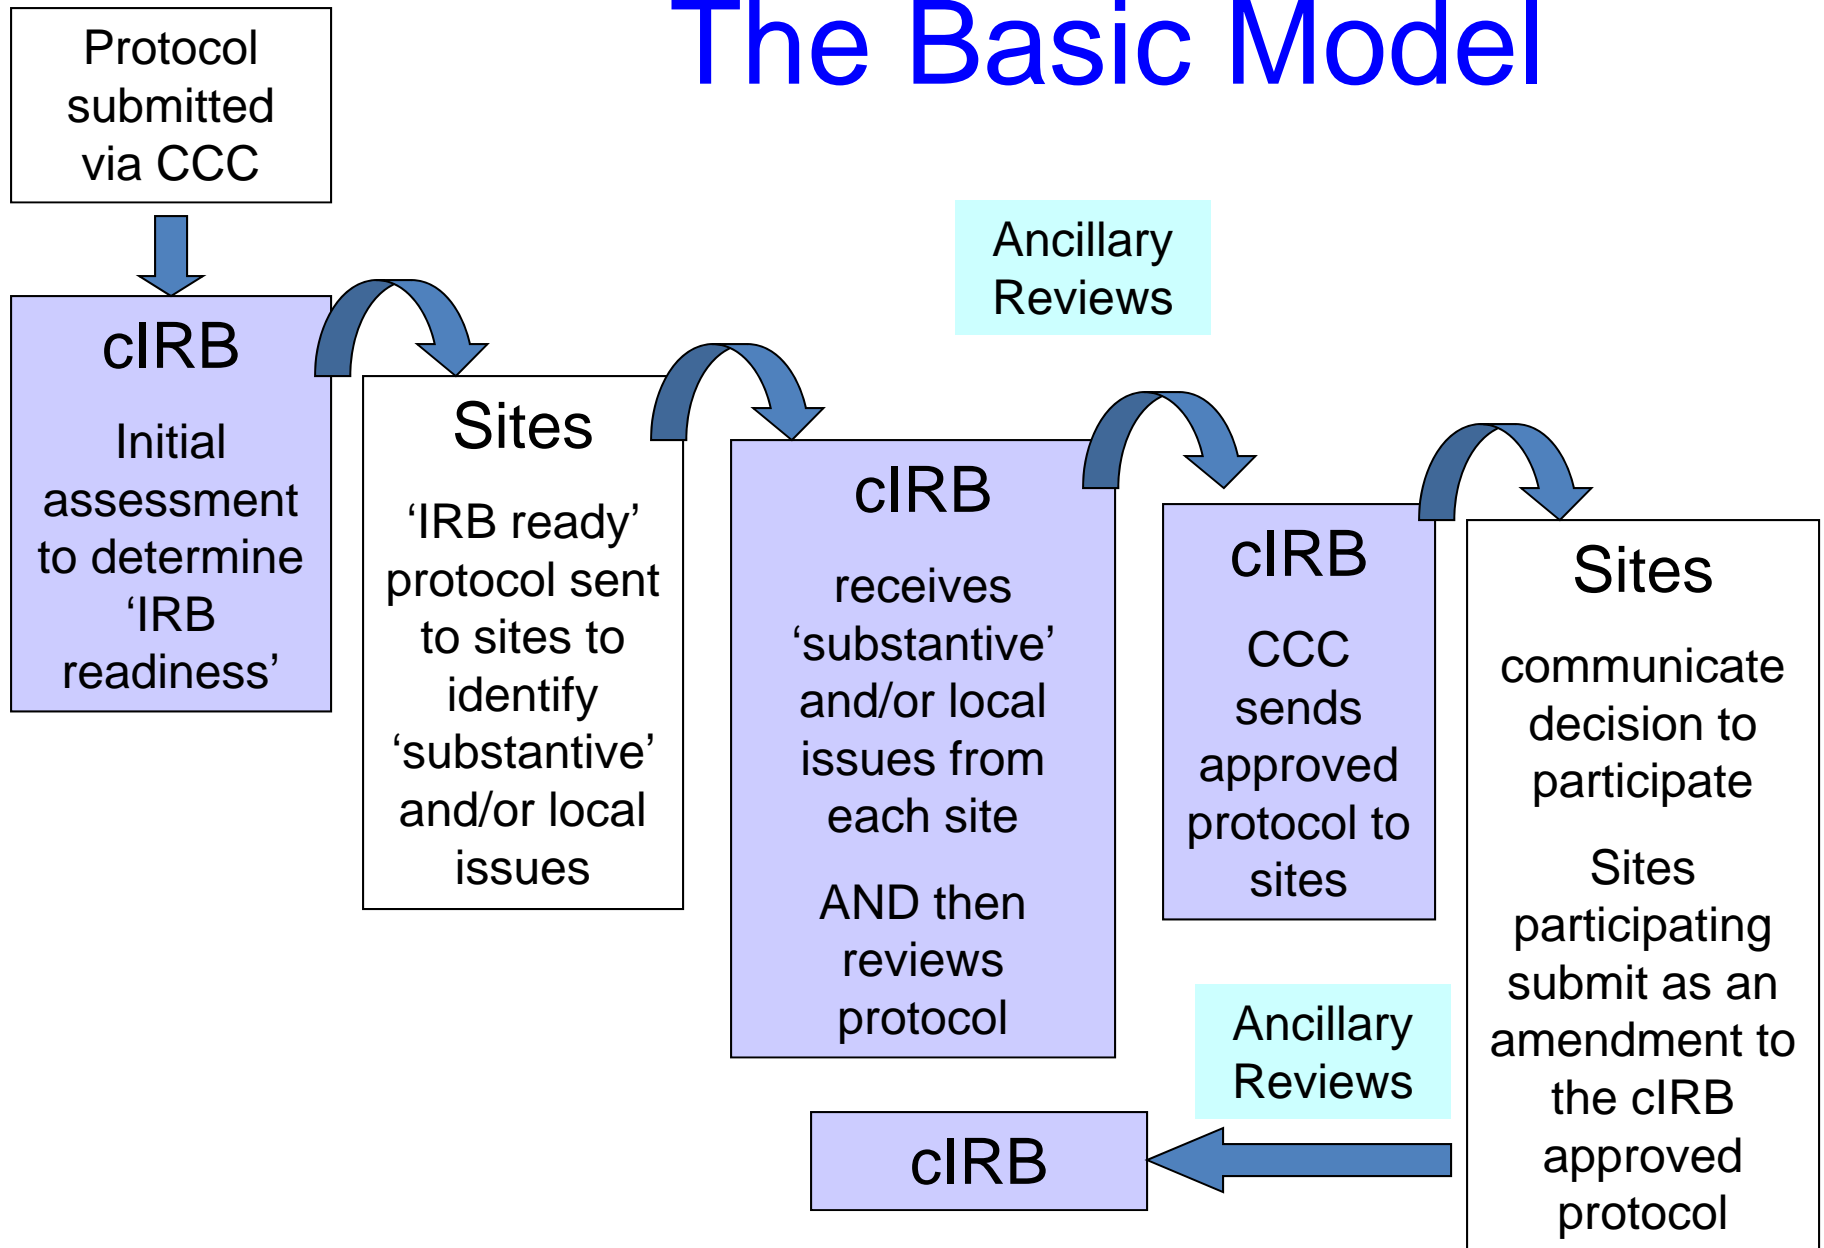 The Basic Model
Protocol
submitted
via CCC
cIRB
Initial
assessment
to determine
‘IRB
readiness’
Sites
‘IRB ready’
protocol sent
to sites to
identify
‘substantive’
and/or local
issues
Ancillary
Reviews
cIRB
receives
‘substantive’
and/or local
issues from
each site
AND then
reviews
protocol
cIRB
CCC
sends
approved
protocol to
sites
Sites
communicate
decision to
participate
Sites
participating
submit as an
amendment to
the cIRB
approved
protocol
Ancillary
Reviews
cIRB